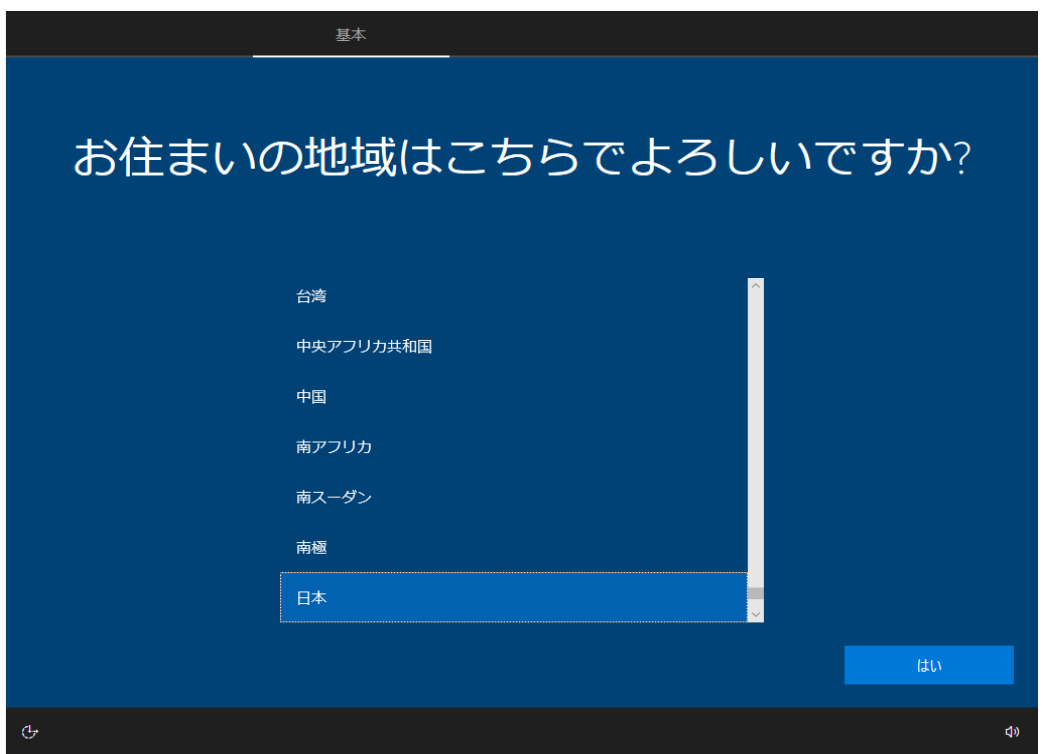 基本
お住まいの地域はこちらでよろしいですか?
台湾
中央アフリカ共和国
中国
南アフリカ
南スーダン
南極
日本
はい